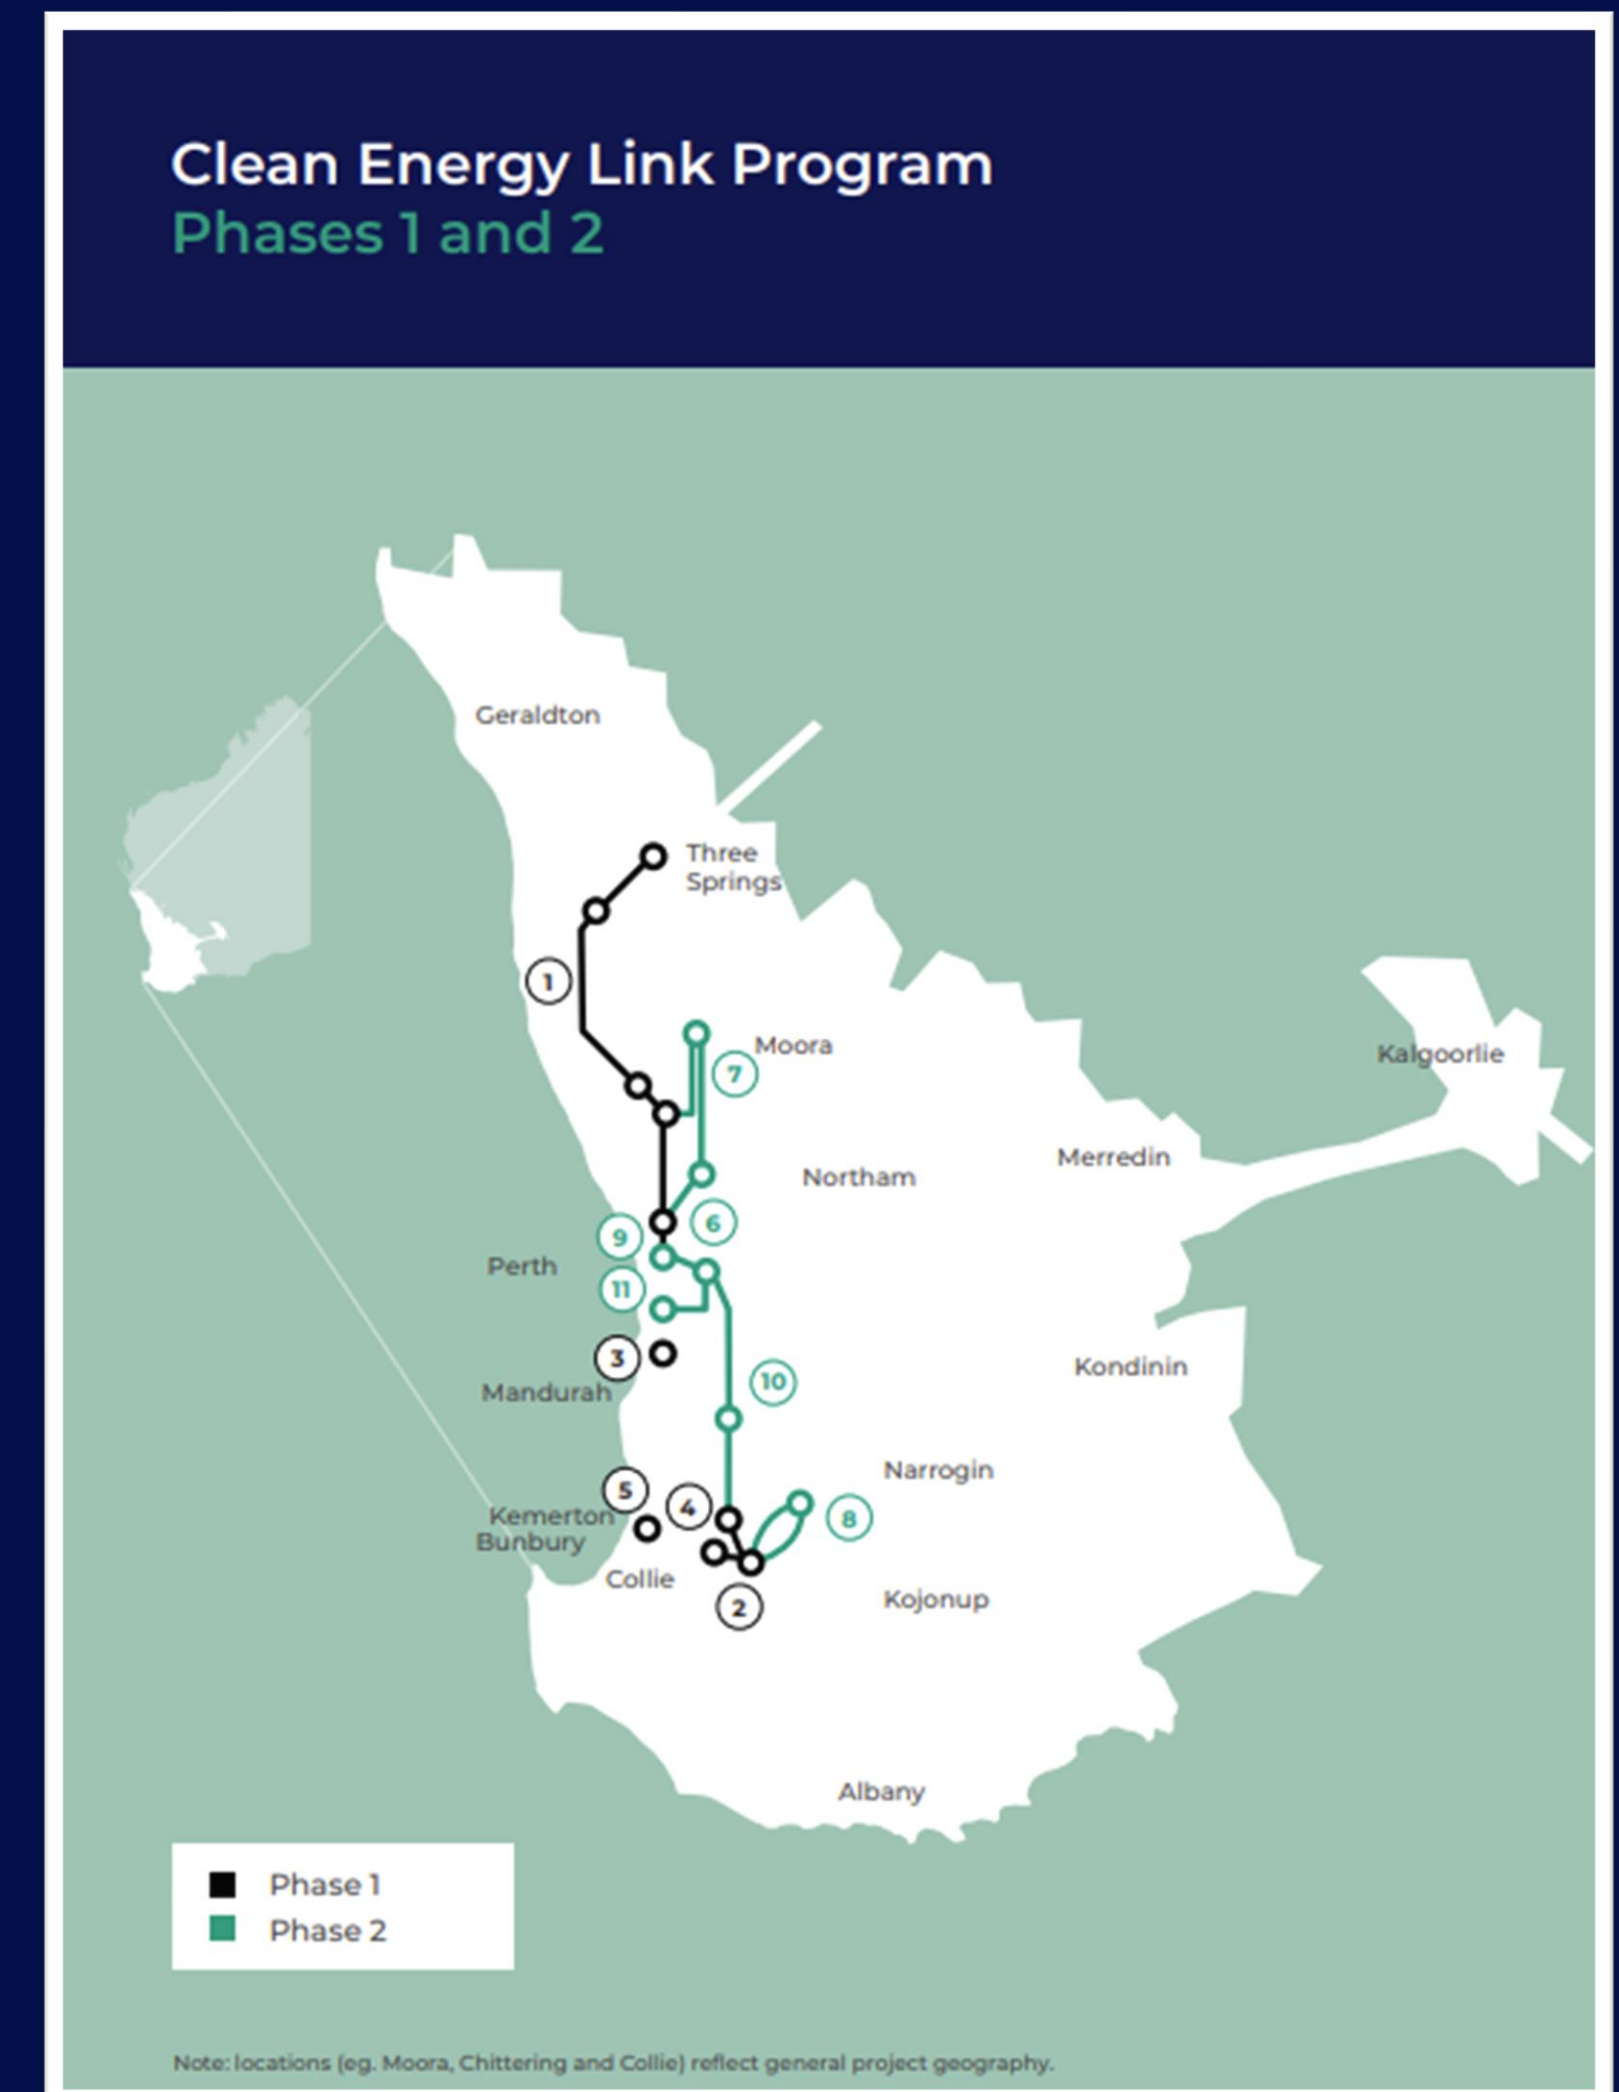 Clean Energy Link Program
Phases 1 and 2
Geraldton
Three
Springs
1
Moora
7
Kalgoorlie
Merredin
Northam
6
9
Perth
11
3
Kondinin
10
Mandurah
Narrogin
5
4
Kemerton
8
Bunbury
Collie
Kojonup
2
Albany
Phase 1
Phase 2
Note: locations (eg. Moora, Chittering and Collie) reflect general project geography.